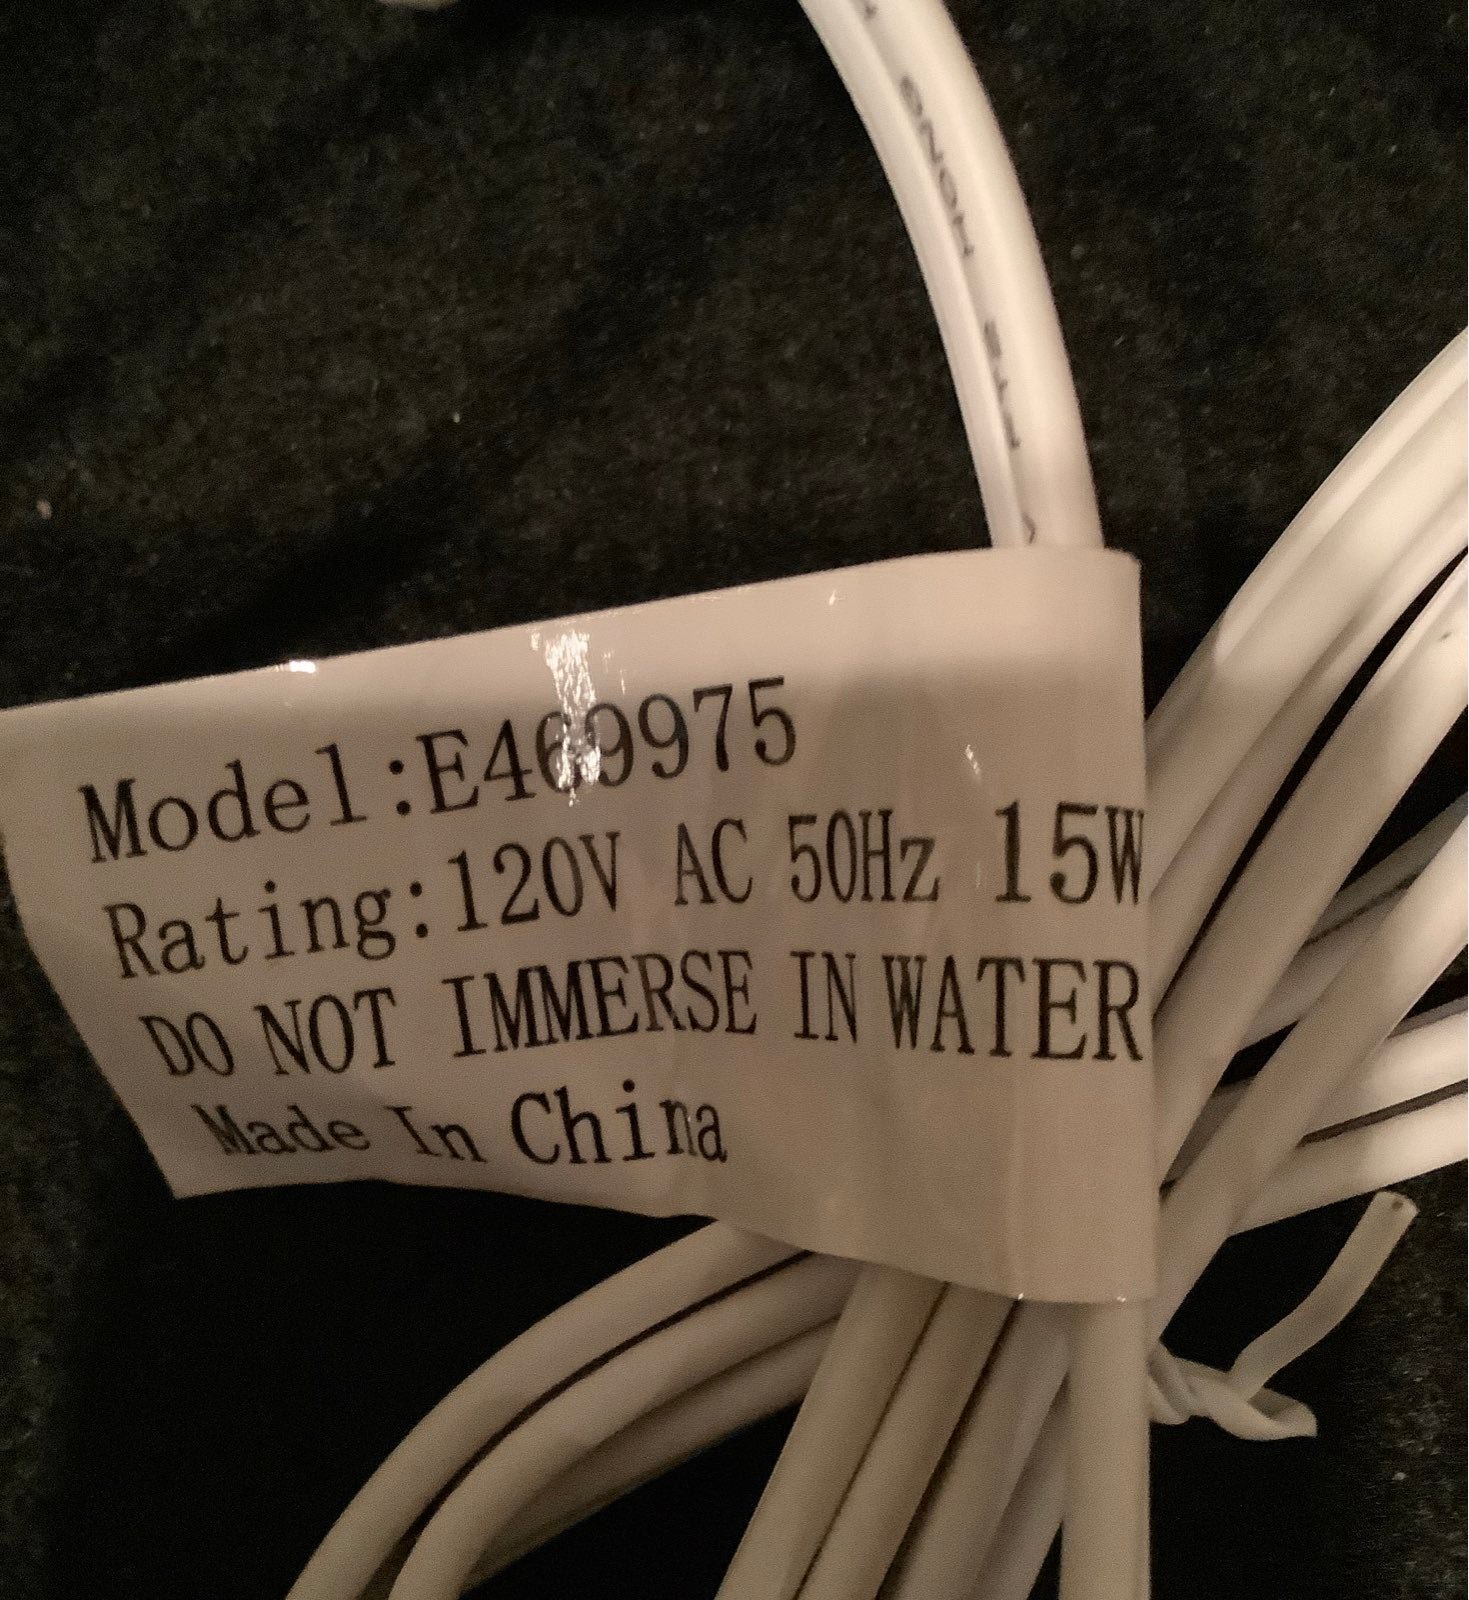 Model:E469975
Rating:120V AC 50Hz 15W
DO NOT IMMERSE IN WATER
Made In China